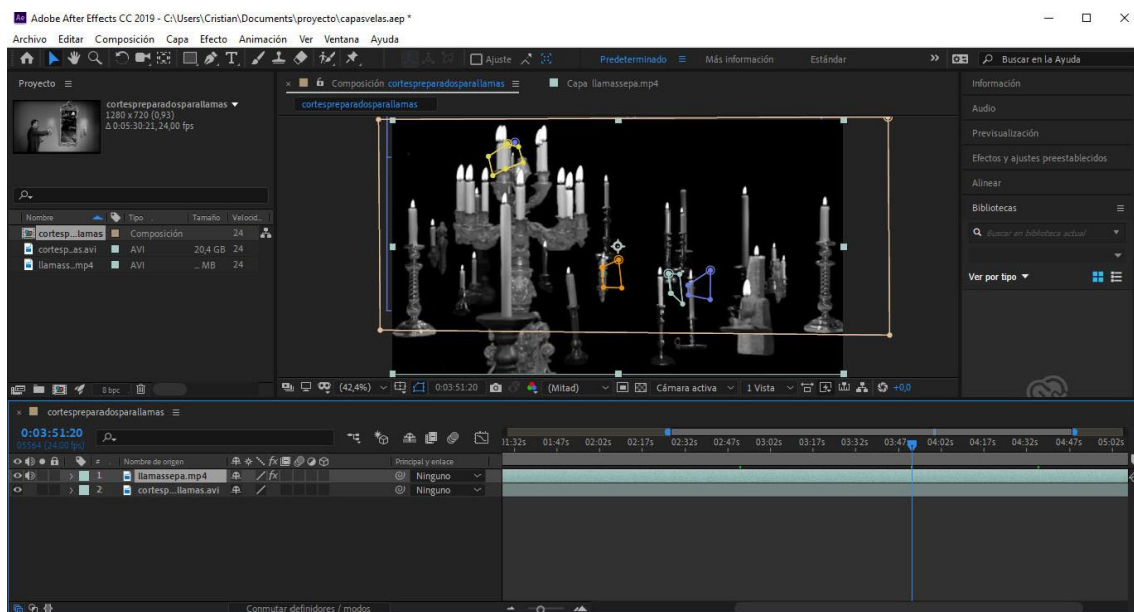 Adobe After Effects CC 2019 - C:\Users\Cristian\Documents\proyecto\capasvelas.aep *
Archivo Editar Composición Capa Efecto Animación Ver Ventana Ayuda
Ajuste Predeterminado Más información Estándar Buscar en la Ayuda
Proyecto
cortespreparadosparallamas
1280 x 720 (0,93)
Δ 0:05:30:21, 24,00 fps
Nombre Tipo Tamaño Velocid...
cortesp...lamas Composición 24
cortesp...as.avi AVI 20,4 GB 24
llamass...mp4 AVI ... MB 24
8 bpc
Composición cortespreparadosparallamas Capa llamassepa.mp4
cortespreparadosparallamas
(42,4%) 0:03:51:20 (Mitad) Cámara activa 1 Vista +0,0
Información
Audio
Previsualización
Efectos y ajustes preestablecidos
Alinear
Bibliotecas
Buscar en biblioteca actual
Ver por tipo
cortespreparadosparallamas
0:03:51:20
05564 (24.00 fps)
01:32s 01:47s 02:02s 02:17s 02:32s 02:47s 03:02s 03:17s 03:32s 03:47s 04:02s 04:17s 04:32s 04:47s 05:02s
# Nombre de origen Principal y enlace
1 llamassepa.mp4 Ninguno
2 cortesp...llamas.avi Ninguno
Conmutar definidores / modos